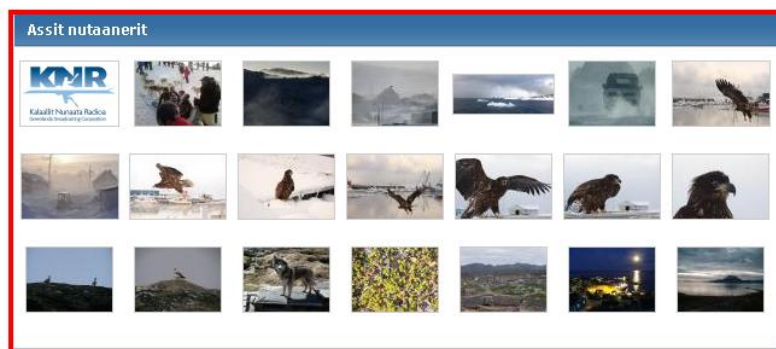 Assit nutaanerit
KNR
Kalaallit Nunaata Radioa
Greenlands Broadcasting Corporation